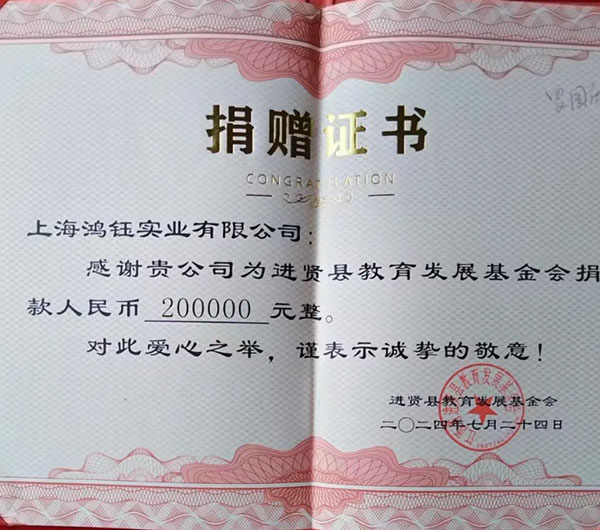 捐赠证书
CONGRATULATION
上海鸿钰实业有限公司：
感谢贵公司为进贤县教育发展基金会捐
款人民币 200000 元整。
对此爱心之举，谨表示诚挚的敬意！
进贤县教育发展基金会
二〇二四年七月二十四日